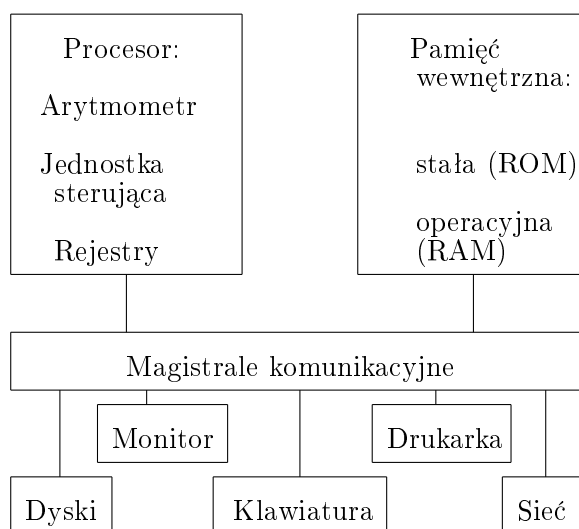 Procesor:
Arytmometr
Jednostka
sterująca
Rejestry
Pamięć
wewnętrzna:
stała (ROM)
operacyjna
(RAM)
Magistrale komunikacyjne
Monitor
Drukarka
Dyski
Klawiatura
Sieć